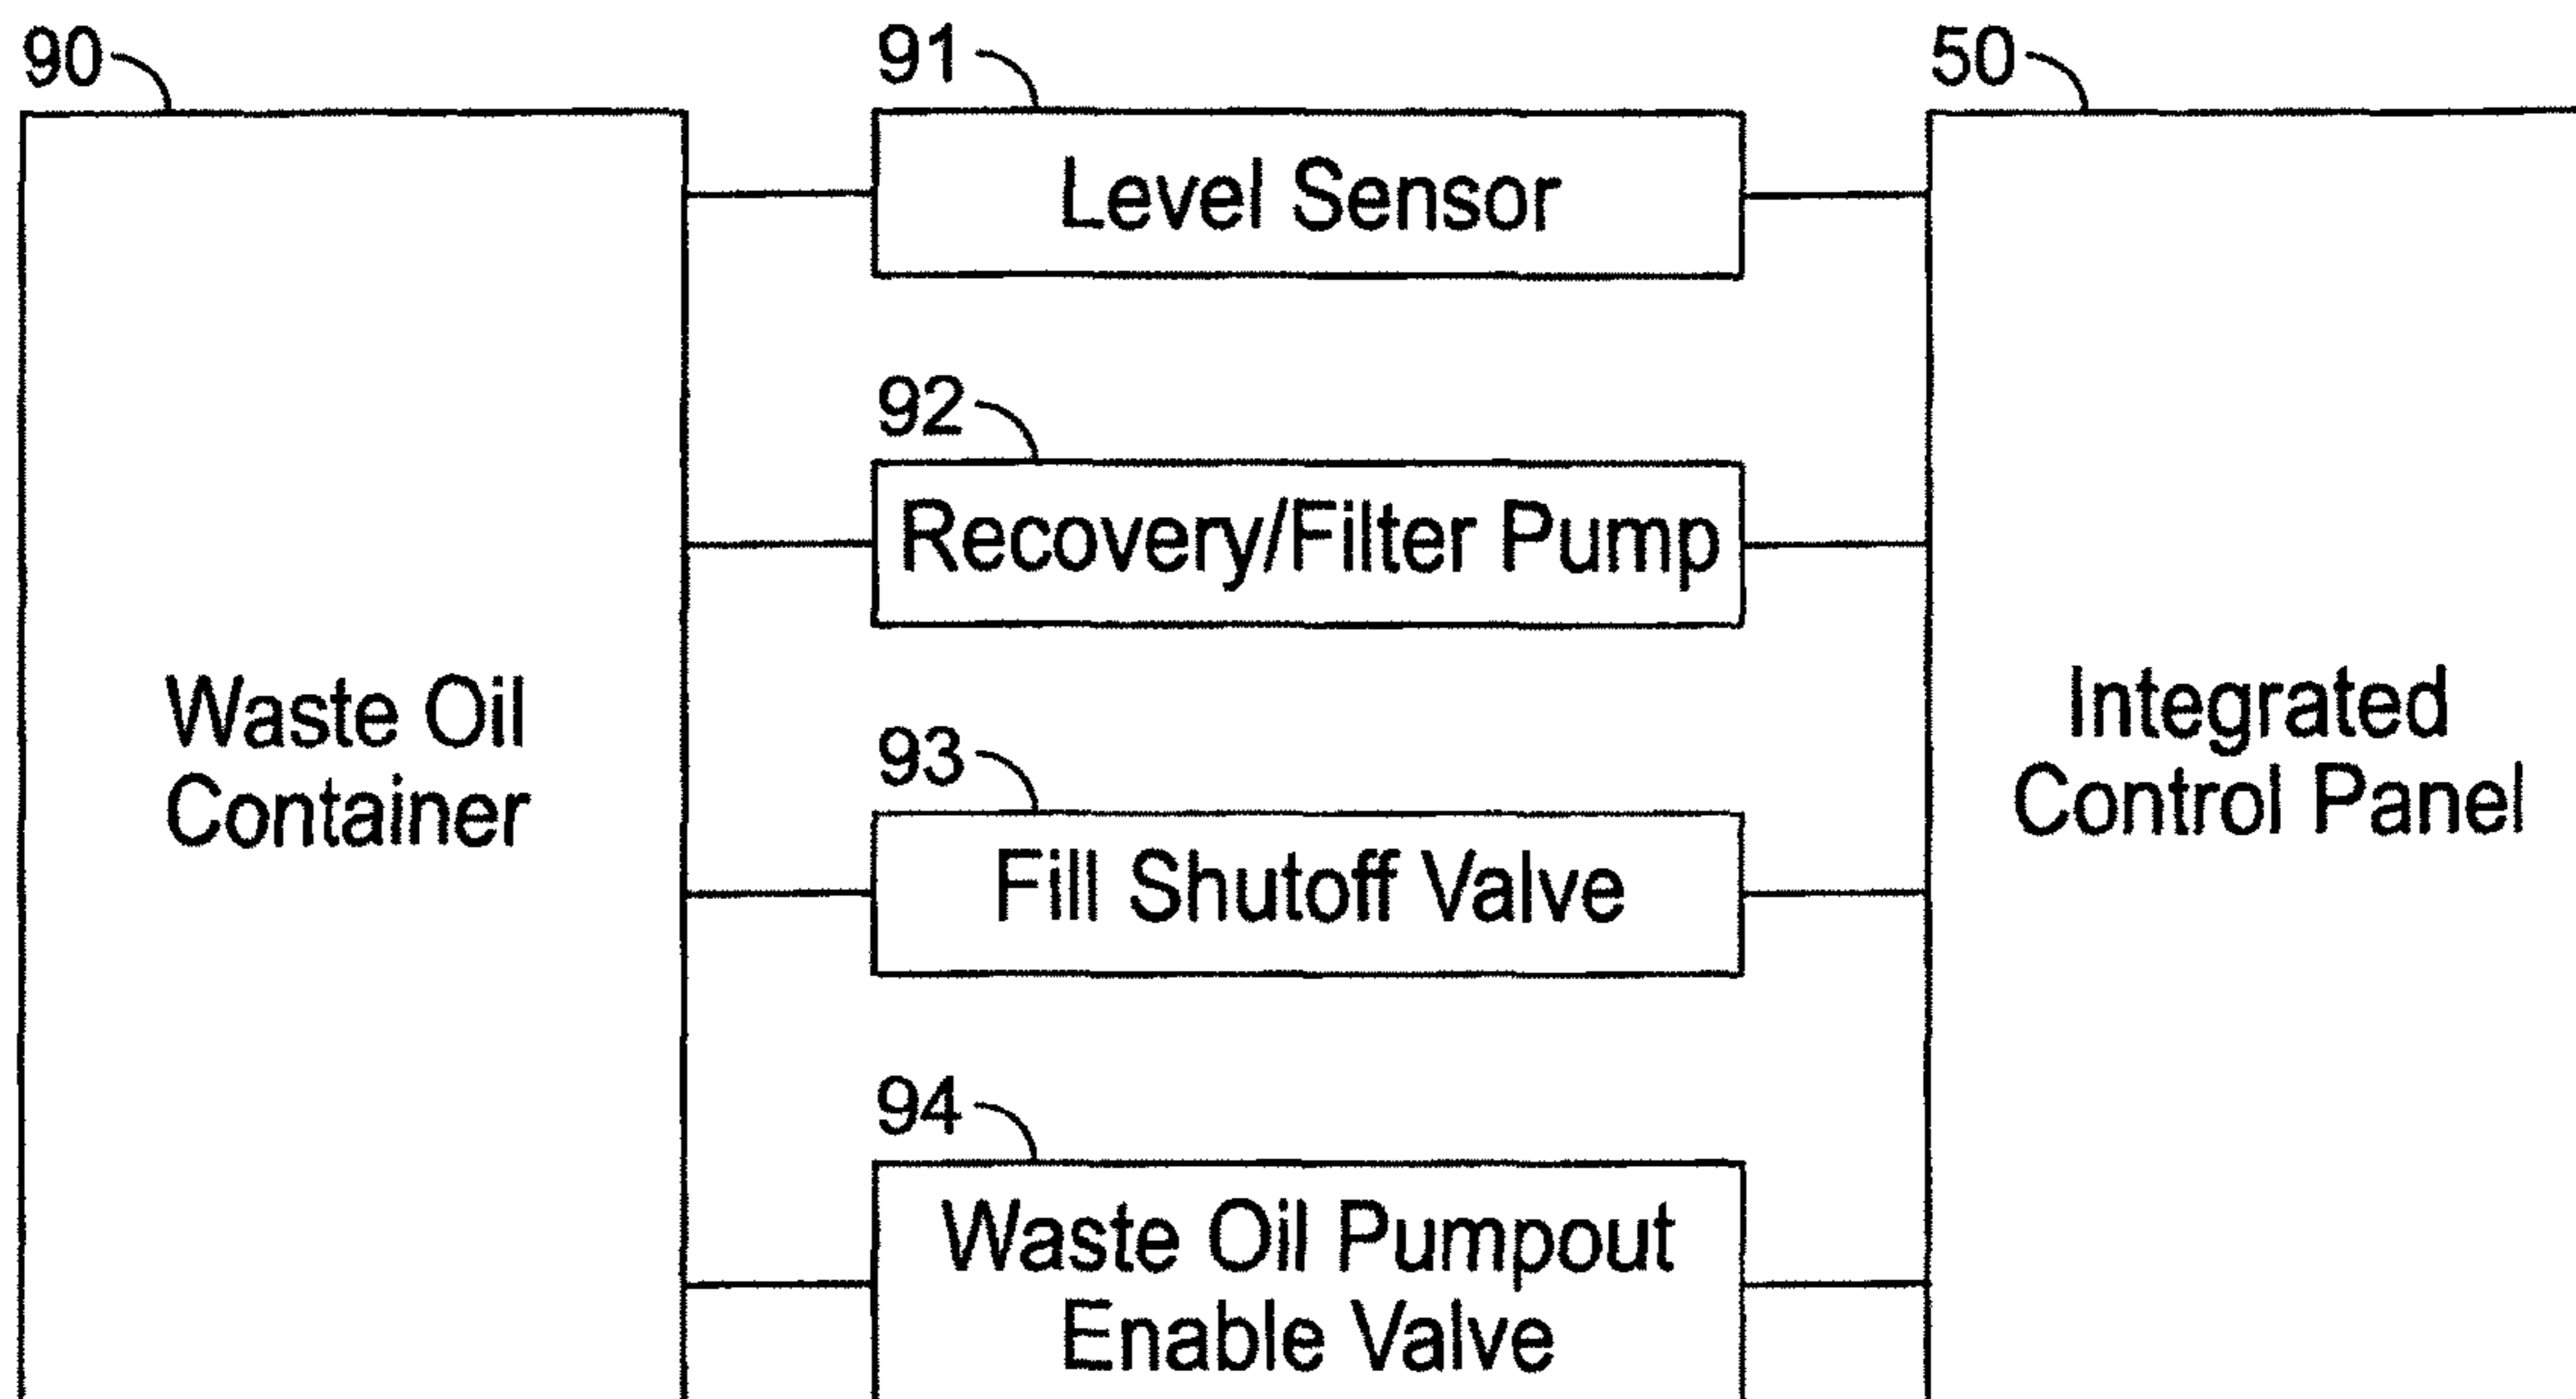 90
91
50
Level Sensor
92
Recovery/Filter Pump
Waste Oil
Container
Integrated
Control Panel
93
Fill Shutoff Valve
94
Waste Oil Pumpout
Enable Valve